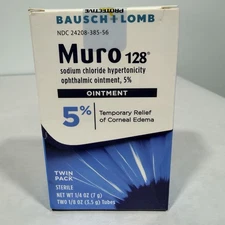 PROTECTIVE
BAUSCH + LOMB
NDC 24208-385-56
Muro 128®
sodium chloride hypertonicity
ophthalmic ointment, 5%
OINTMENT
5% Temporary Relief
of Corneal Edema
TWIN
PACK
STERILE
NET WT 1/4 OZ (7 g)
TWO 1/8 OZ (3.5 g) Tubes